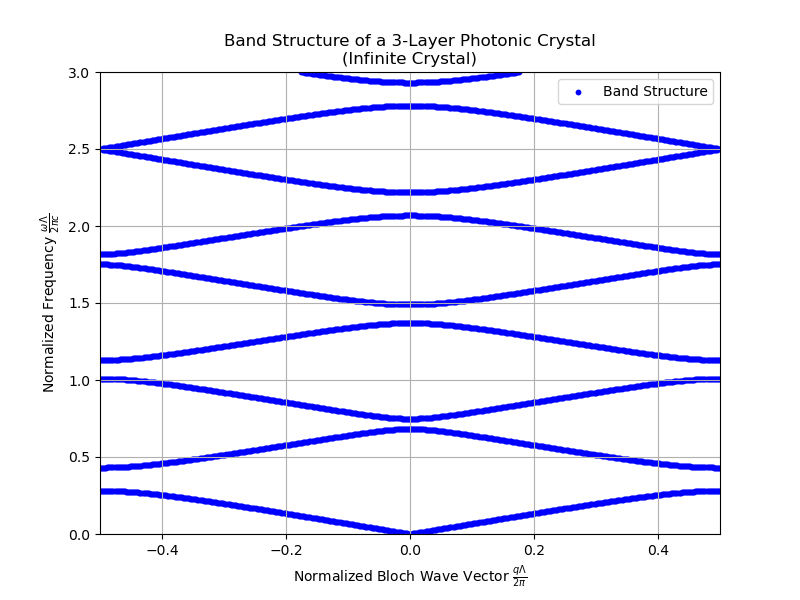 Band Structure of a 3-Layer Photonic Crystal
(Infinite Crystal)
3.0
2.5
2.0
1.5
1.0
0.5
0.0
Normalized Frequency ωΛ/2πc
Band Structure
−0.4 −0.2 0.0 0.2 0.4
Normalized Bloch Wave Vector qΛ/2π